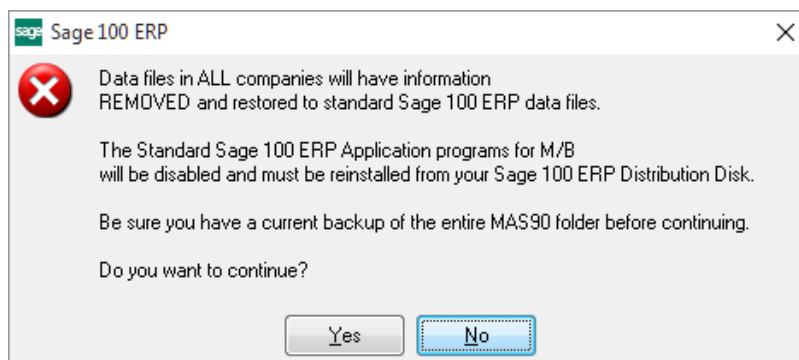 sage Sage 100 ERP
Data files in ALL companies will have information
REMOVED and restored to standard Sage 100 ERP data files.
The Standard Sage 100 ERP Application programs for M/B
will be disabled and must be reinstalled from your Sage 100 ERP Distribution Disk.
Be sure you have a current backup of the entire MAS90 folder before continuing.
Do you want to continue?
Yes No